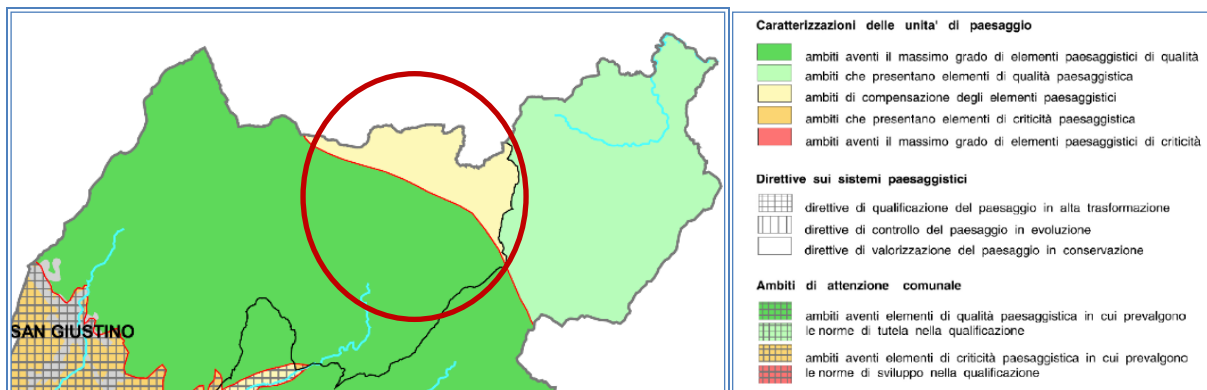 SAN GIUSTINO
Caratterizzazioni delle unita' di paesaggio
ambiti aventi il massimo grado di elementi paesaggistici di qualità
ambiti che presentano elementi di qualità paesaggistica
ambiti di compensazione degli elementi paesaggistici
ambiti che presentano elementi di criticità paesaggistica
ambiti aventi il massimo grado di elementi paesaggistici di criticità
Direttive sui sistemi paesaggistici
direttive di qualificazione del paesaggio in alta trasformazione
direttive di controllo del paesaggio in evoluzione
direttive di valorizzazione del paesaggio in conservazione
Ambiti di attenzione comunale
ambiti aventi elementi di qualità paesaggistica in cui prevalgono
le norme di tutela nella qualificazione
ambiti aventi elementi di criticità paesaggistica in cui prevalgono
le norme di sviluppo nella qualificazione